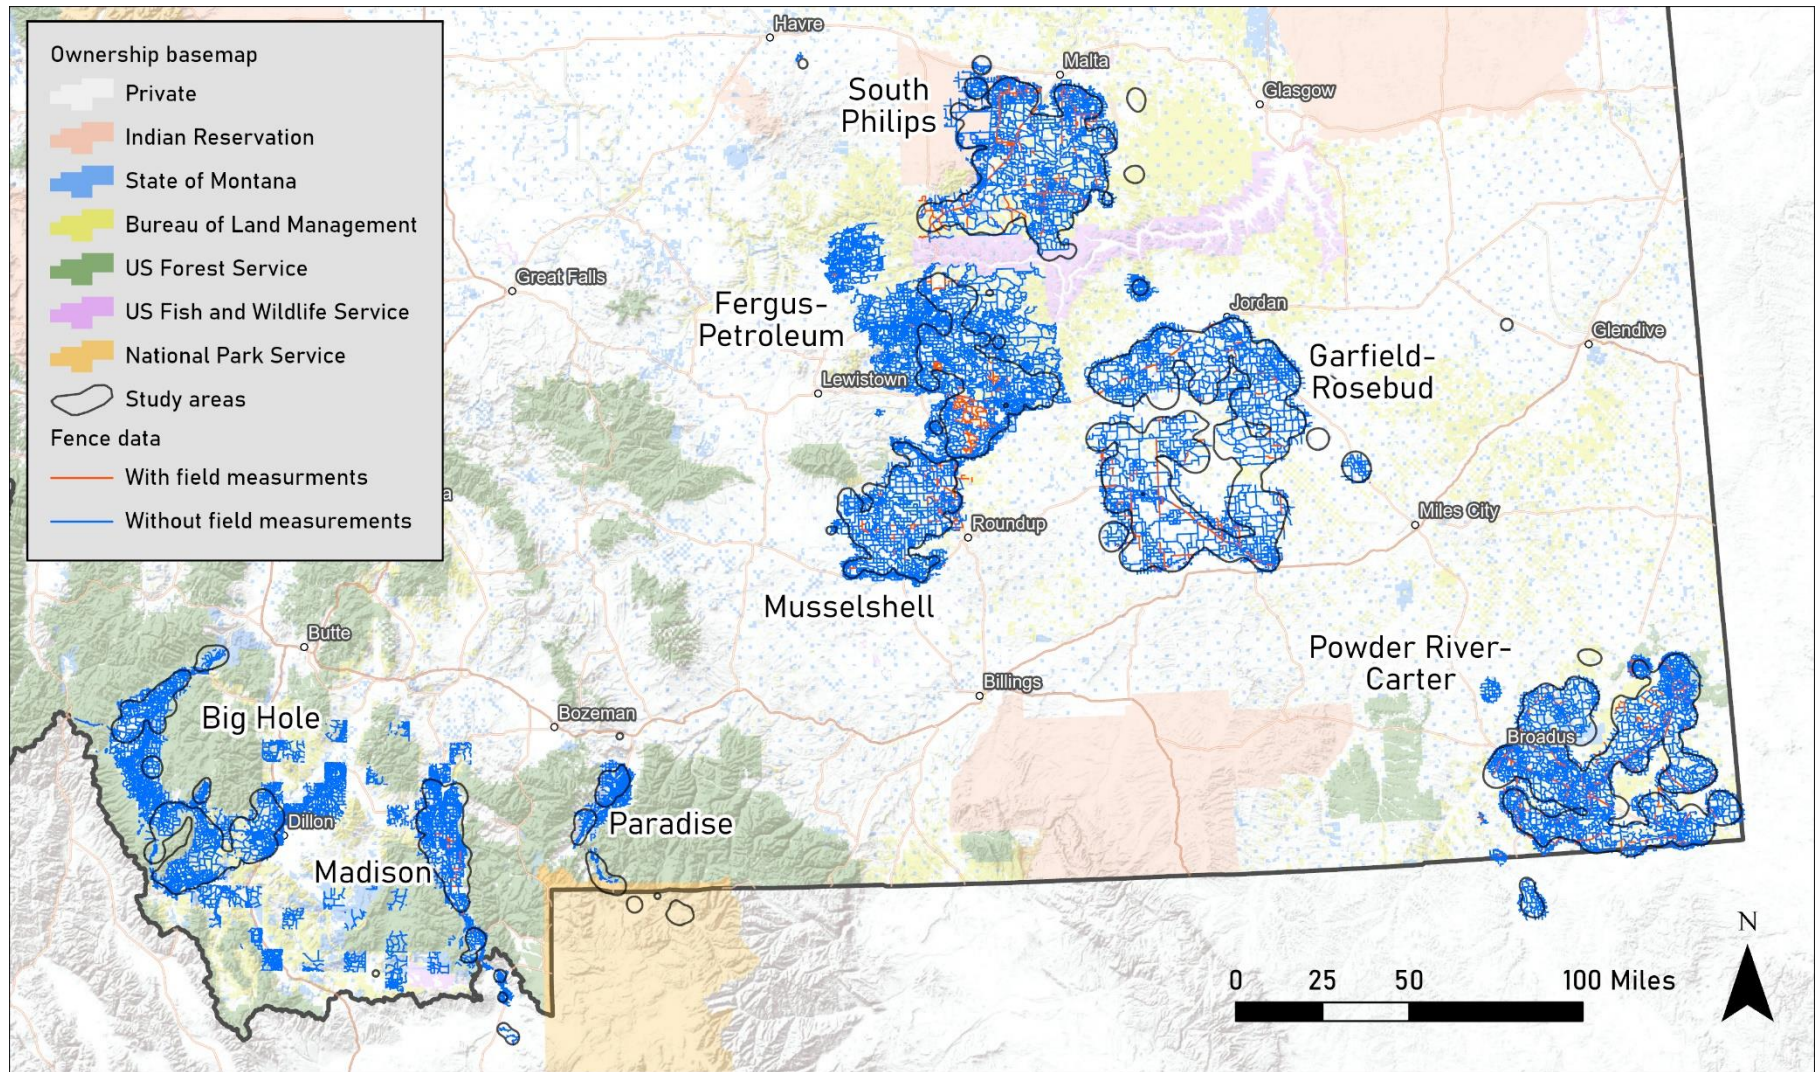 Ownership basemap
Private
Indian Reservation
State of Montana
Bureau of Land Management
US Forest Service
US Fish and Wildlife Service
National Park Service
Study areas
Fence data
With field measurments
Without field measurements
Havre
Malta
Glasgow
South
Philips
Great Falls
Fergus-
Petroleum
Jordan
Glendive
Lewistown
Garfield-
Rosebud
a
Roundup
Miles City
Musselshell
Butte
Powder River-
Carter
Billings
Big Hole
Bozeman
Broadus
Dillon
Paradise
Madison
N
0 25 50 100 Miles